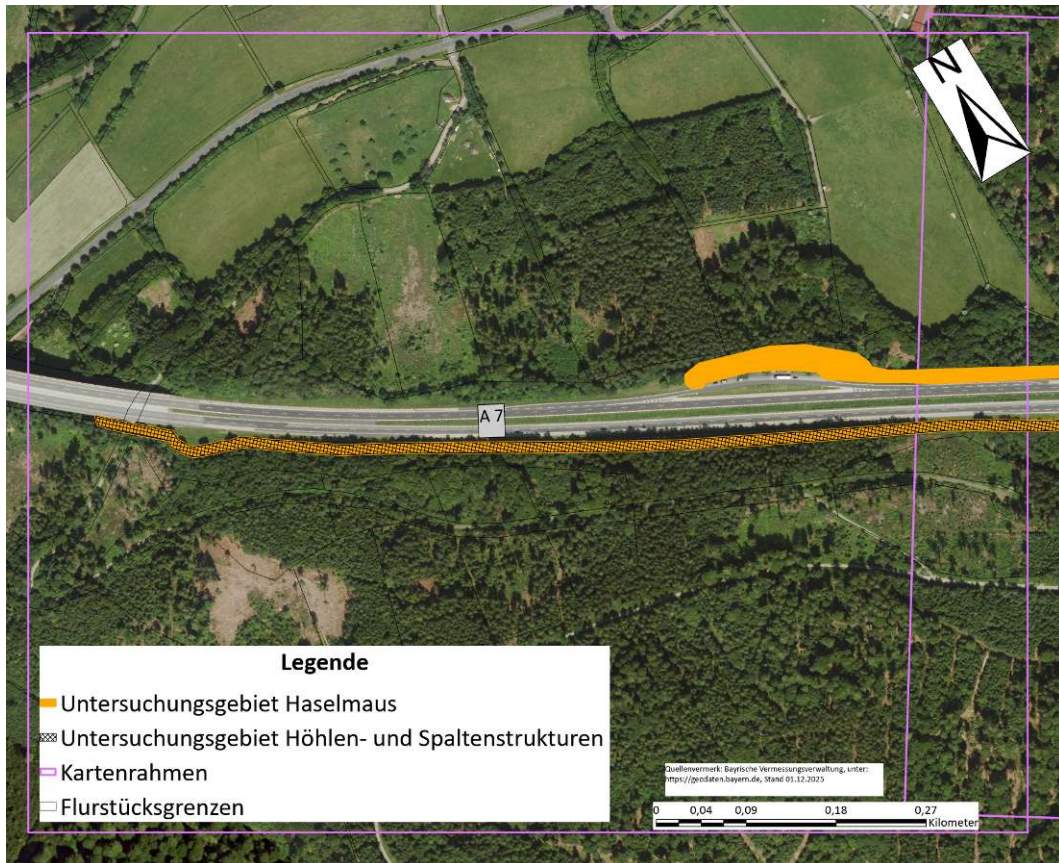 N
A 7
Legende
Untersuchungsgebiet Haselmaus
Untersuchungsgebiet Höhlen- und Spaltenstrukturen
Kartenrahmen
Flurstücksgrenzen
Quellenvermerk: Bayrische Vermessungsverwaltung, unter:
https://geodaten.bayern.de, Stand 01.12.2025
0 0,04 0,09 0,18 0,27
Kilometer